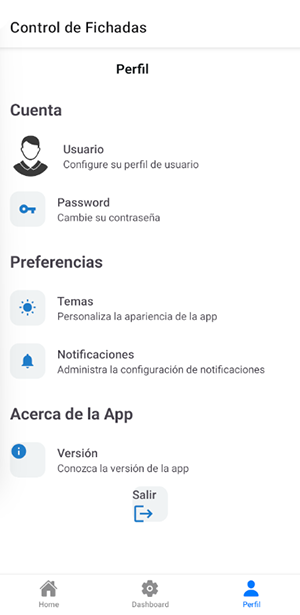 Control de Fichadas
Perfil
Cuenta
Usuario
Configure su perfil de usuario
Password
Cambie su contraseña
Preferencias
Temas
Personaliza la apariencia de la app
Notificaciones
Administra la configuración de notificaciones
Acerca de la App
Versión
Conozca la versión de la app
Salir
Home Dashboard Perfil